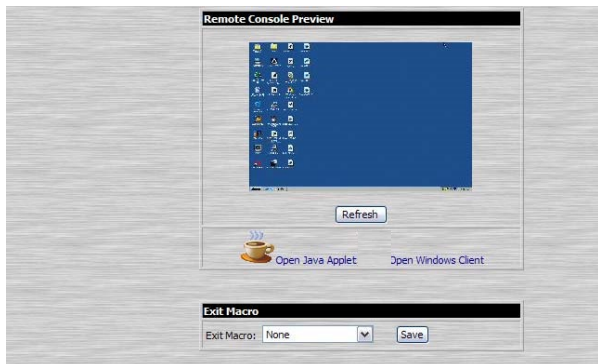 Remote Console Preview
Refresh
Open Java Applet
Open Windows Client
Exit Macro
Exit Macro: None Save